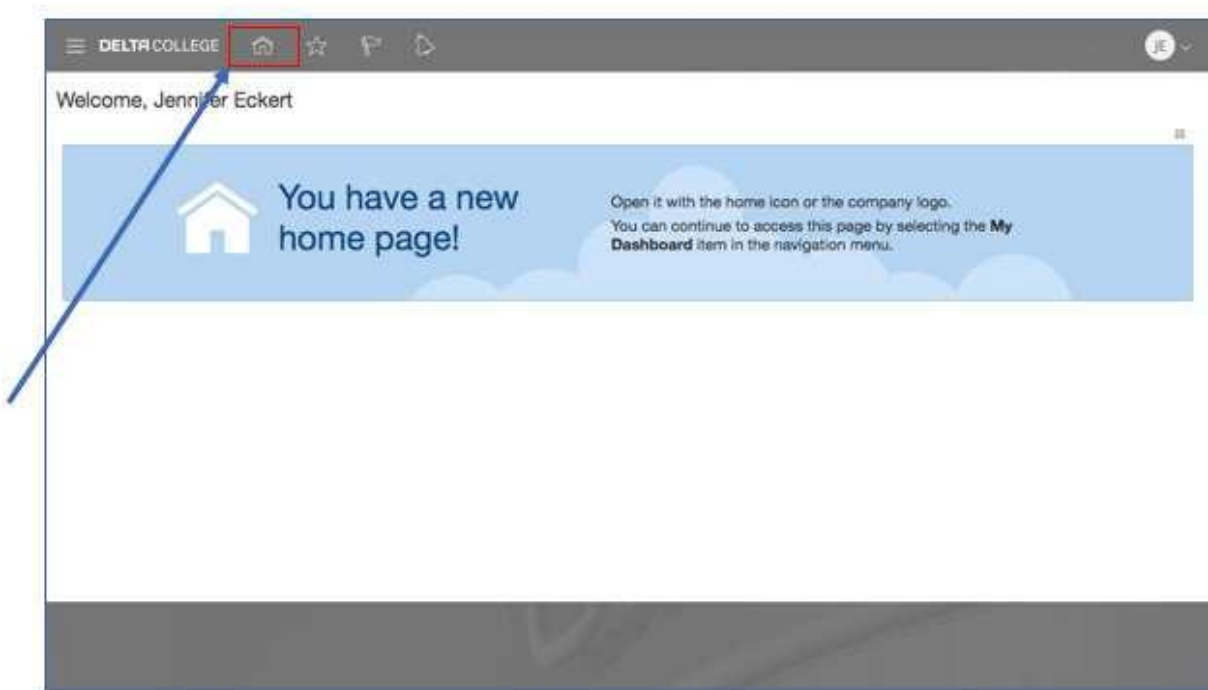 DELTA COLLEGE
JE
Welcome, Jennifer Eckert
You have a new
home page!
Open it with the home icon or the company logo.
You can continue to access this page by selecting the My
Dashboard item in the navigation menu.